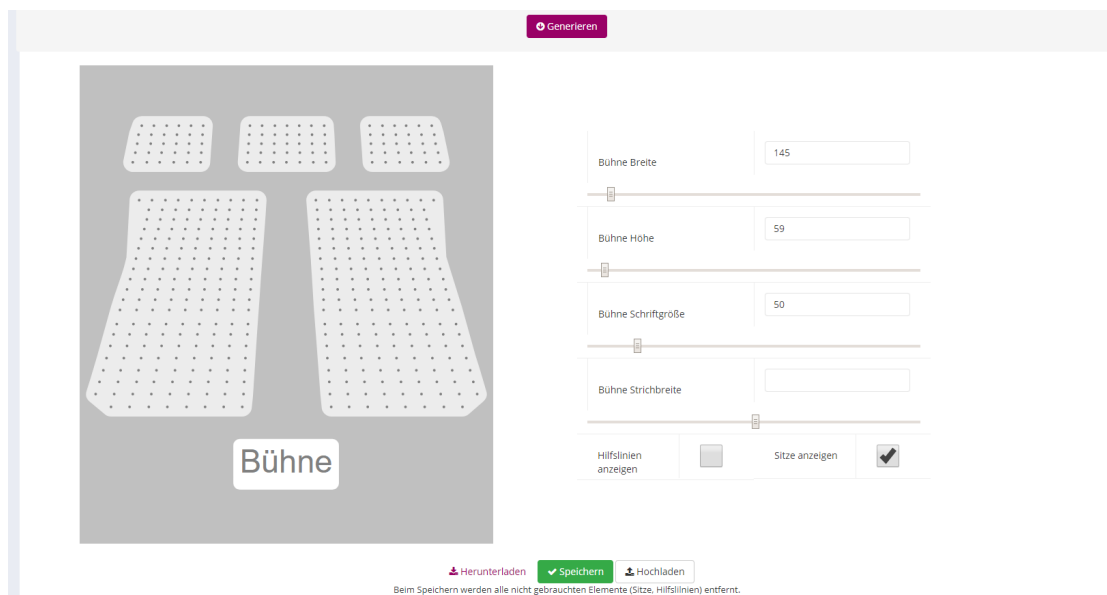 Generieren
Bühne Breite
145
Bühne Höhe
59
Bühne Schriftgröße
50
Bühne Strichbreite
Hilfslinien
anzeigen
Sitze anzeigen
Bühne
Herunterladen
Speichern
Hochladen
Beim Speichern werden alle nicht gebrauchten Elemente (Sitze, Hilfslilnien) entfernt.